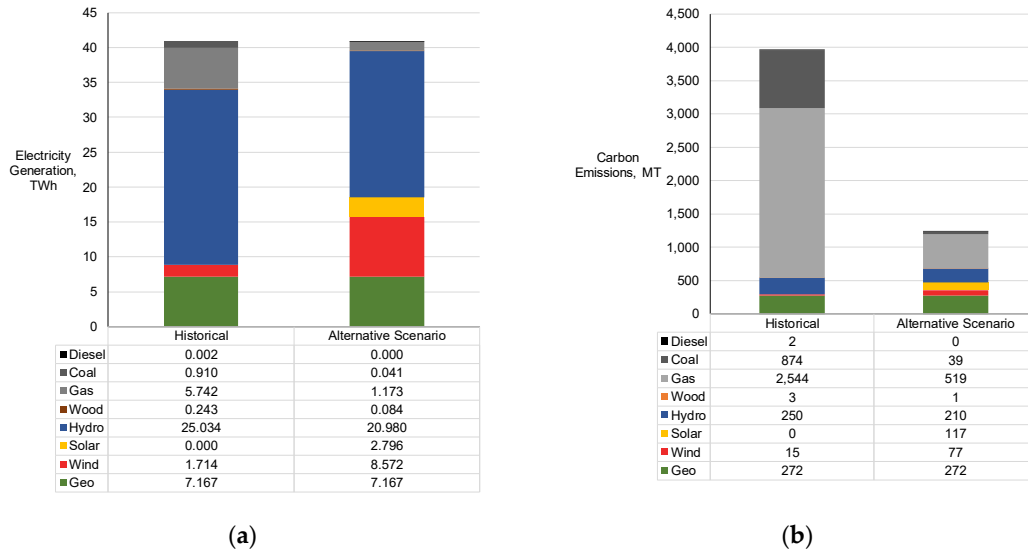 45
40
35
30
25
20
15
10
5
0
Electricity
Generation,
TWh
Historical Alternative Scenario
Diesel 0.002 0.000
Coal 0.910 0.041
Gas 5.742 1.173
Wood 0.243 0.084
Hydro 25.034 20.980
Solar 0.000 2.796
Wind 1.714 8.572
Geo 7.167 7.167
(a)
4,500
4,000
3,500
3,000
2,500
2,000
1,500
1,000
500
0
Carbon
Emissions, MT
Historical Alternative Scenario
Diesel 2 0
Coal 874 39
Gas 2,544 519
Wood 3 1
Hydro 250 210
Solar 0 117
Wind 15 77
Geo 272 272
(b)